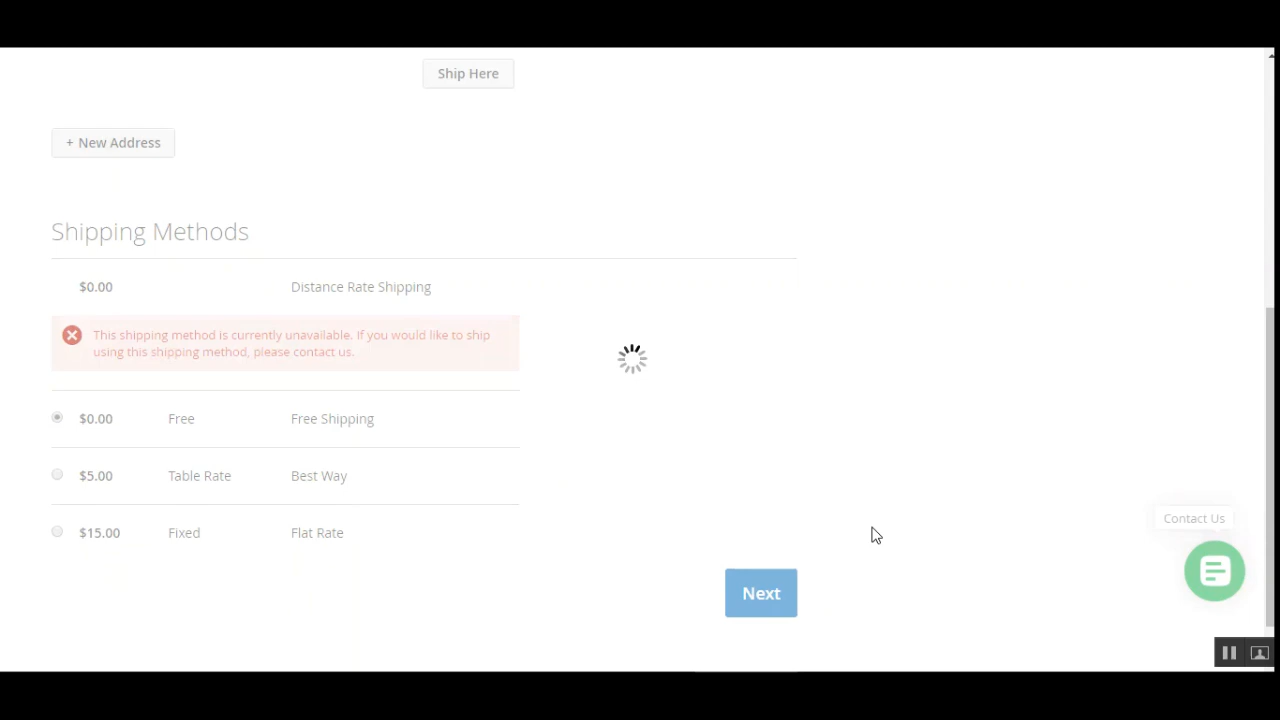 Ship Here
+ New Address
Shipping Methods
$0.00 Distance Rate Shipping
This shipping method is currently unavailable. If you would like to ship
using this shipping method, please contact us.
$0.00 Free Free Shipping
$5.00 Table Rate Best Way
$15.00 Fixed Flat Rate
Contact Us
Next